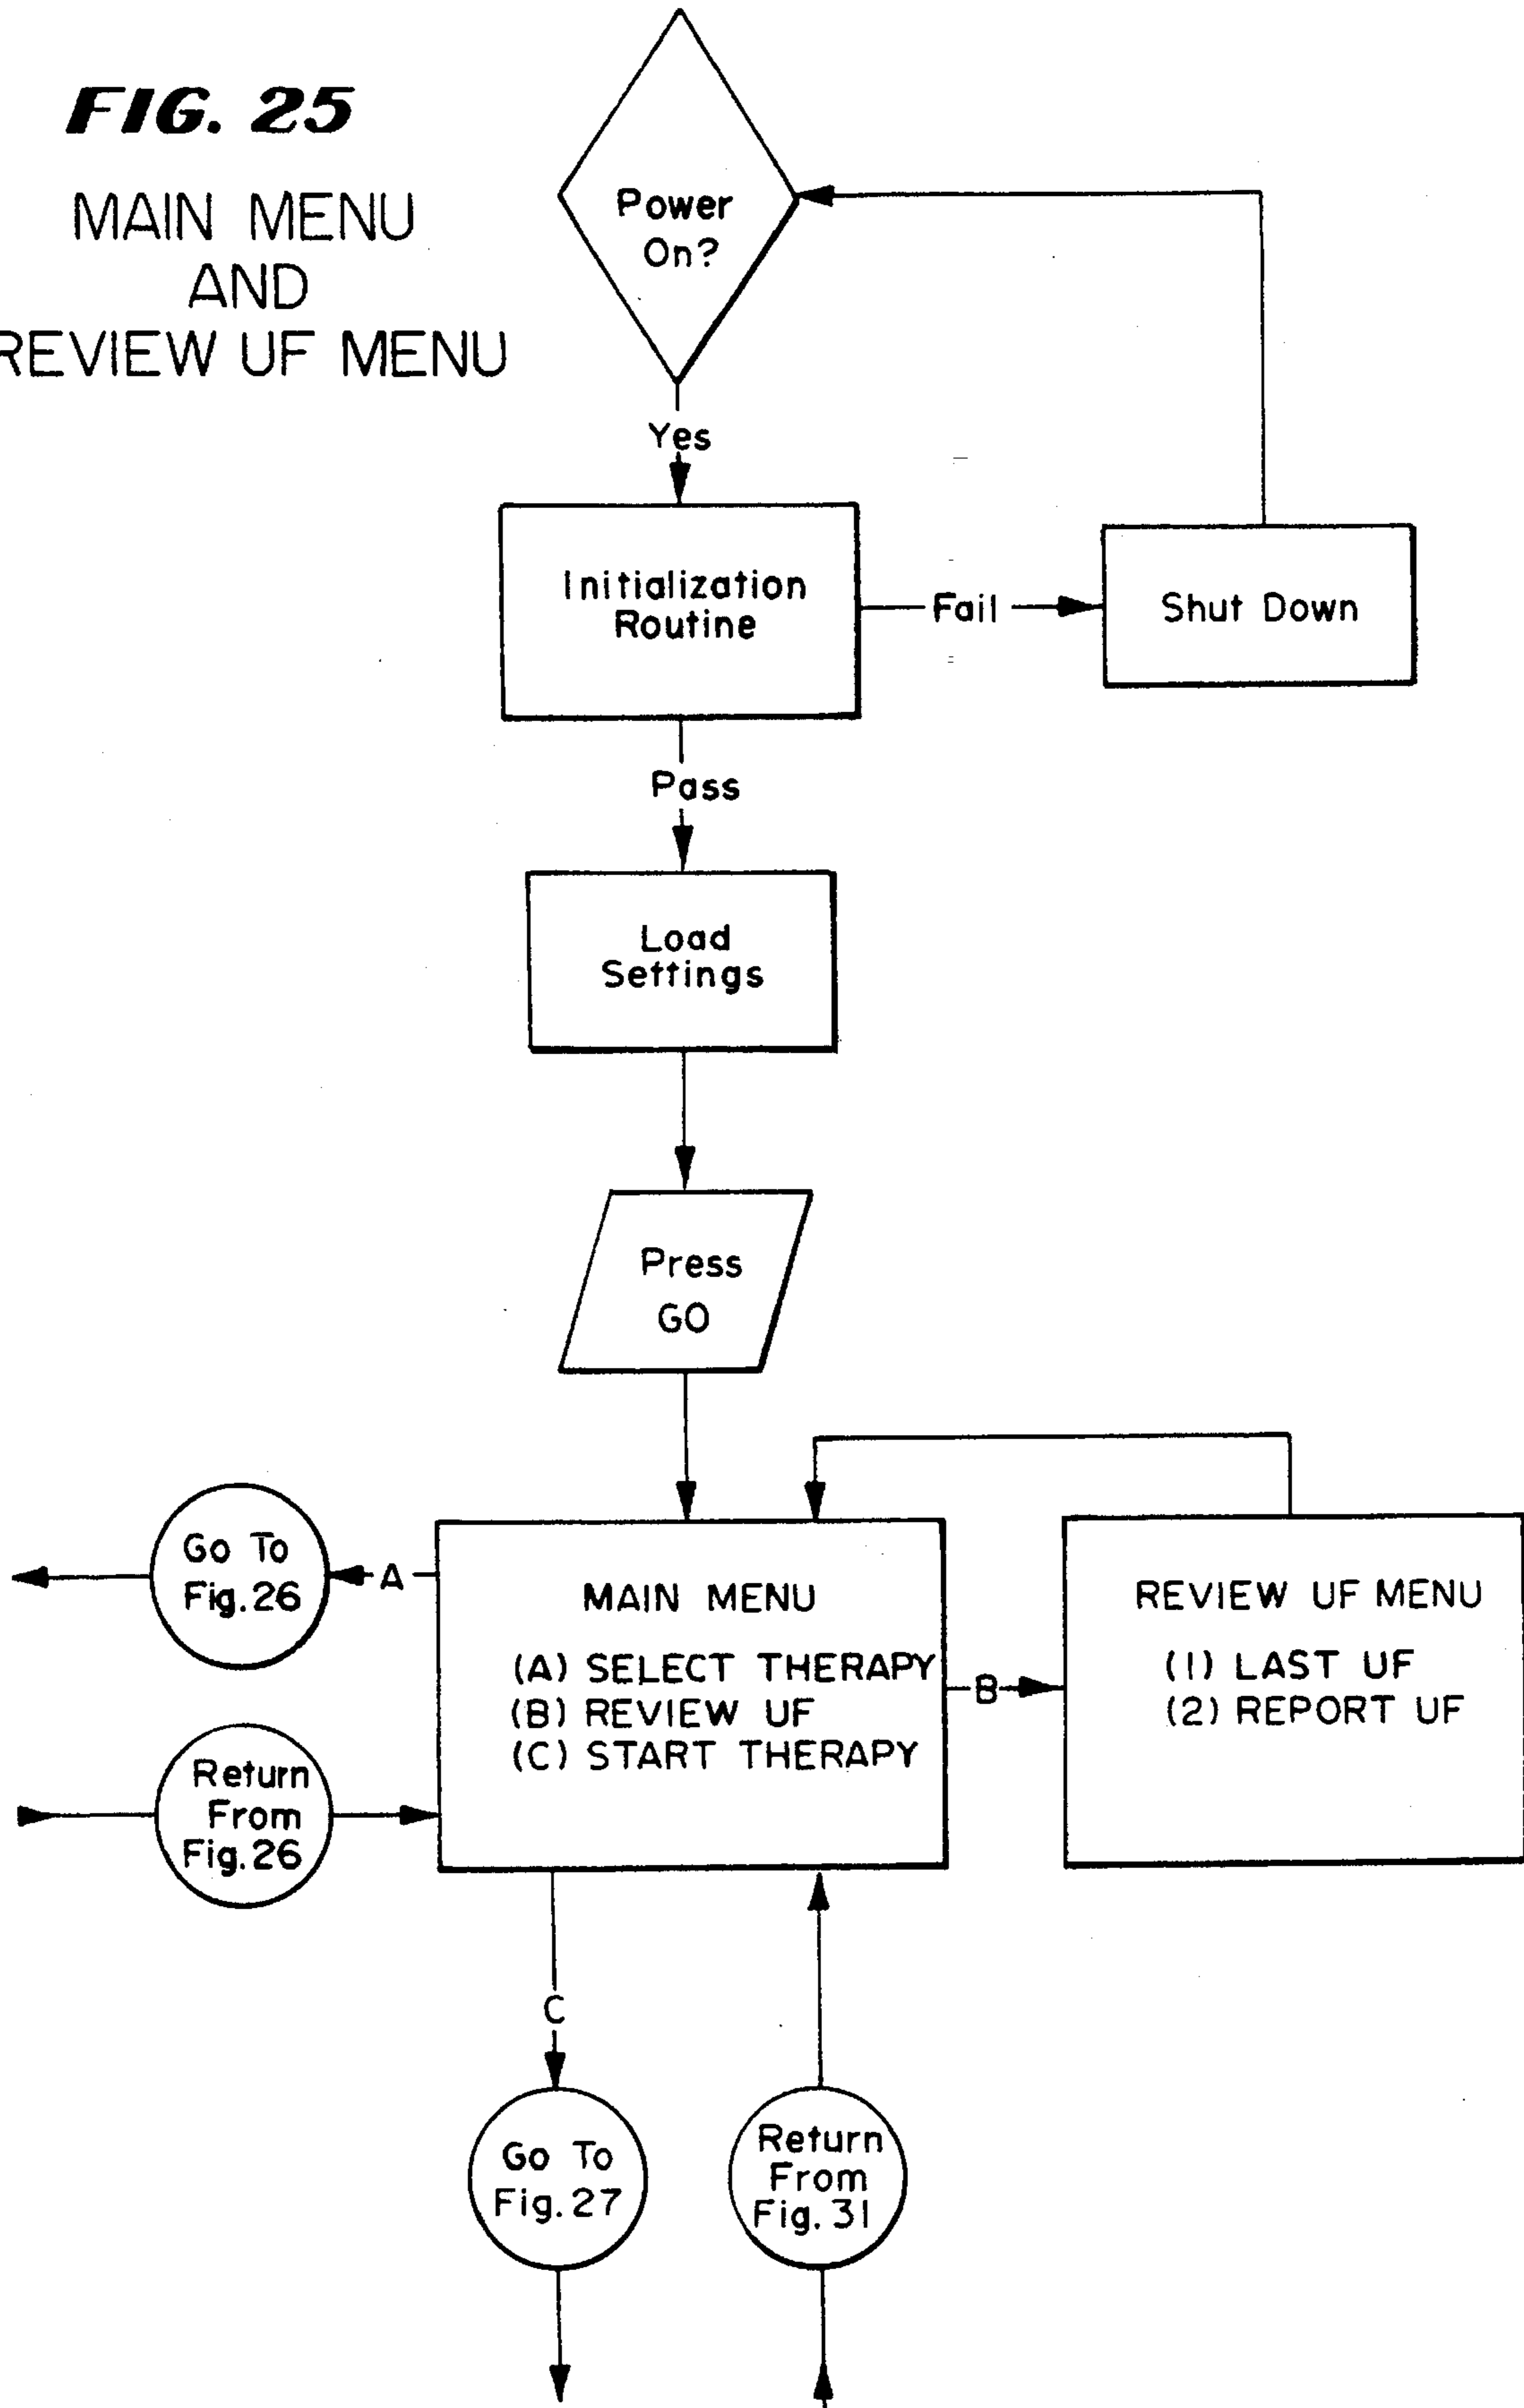 FIG. 25
MAIN MENU
AND
REVIEW UF MENU
Power
On?
Yes
Initialization
Routine
Fail
Shut Down
Pass
Load
Settings
Press
GO
Go To
Fig.26
A
MAIN MENU
(A) SELECT THERAPY
(B) REVIEW UF
(C) START THERAPY
B
REVIEW UF MENU
(1) LAST UF
(2) REPORT UF
Return
From
Fig.26
C
Go To
Fig.27
Return
From
Fig.31